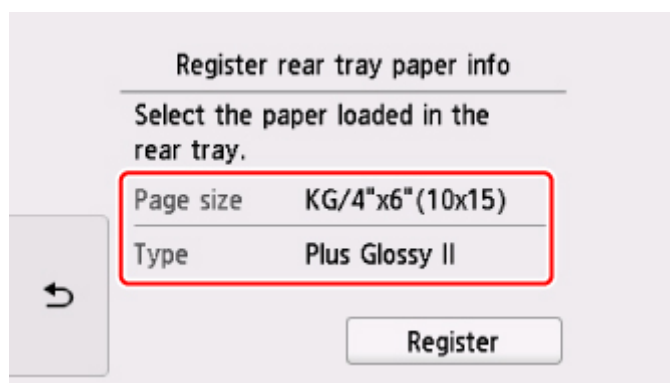 Register rear tray paper info
Select the paper loaded in the
rear tray.
Page size KG/4"x6"(10x15)
Type Plus Glossy II
Register